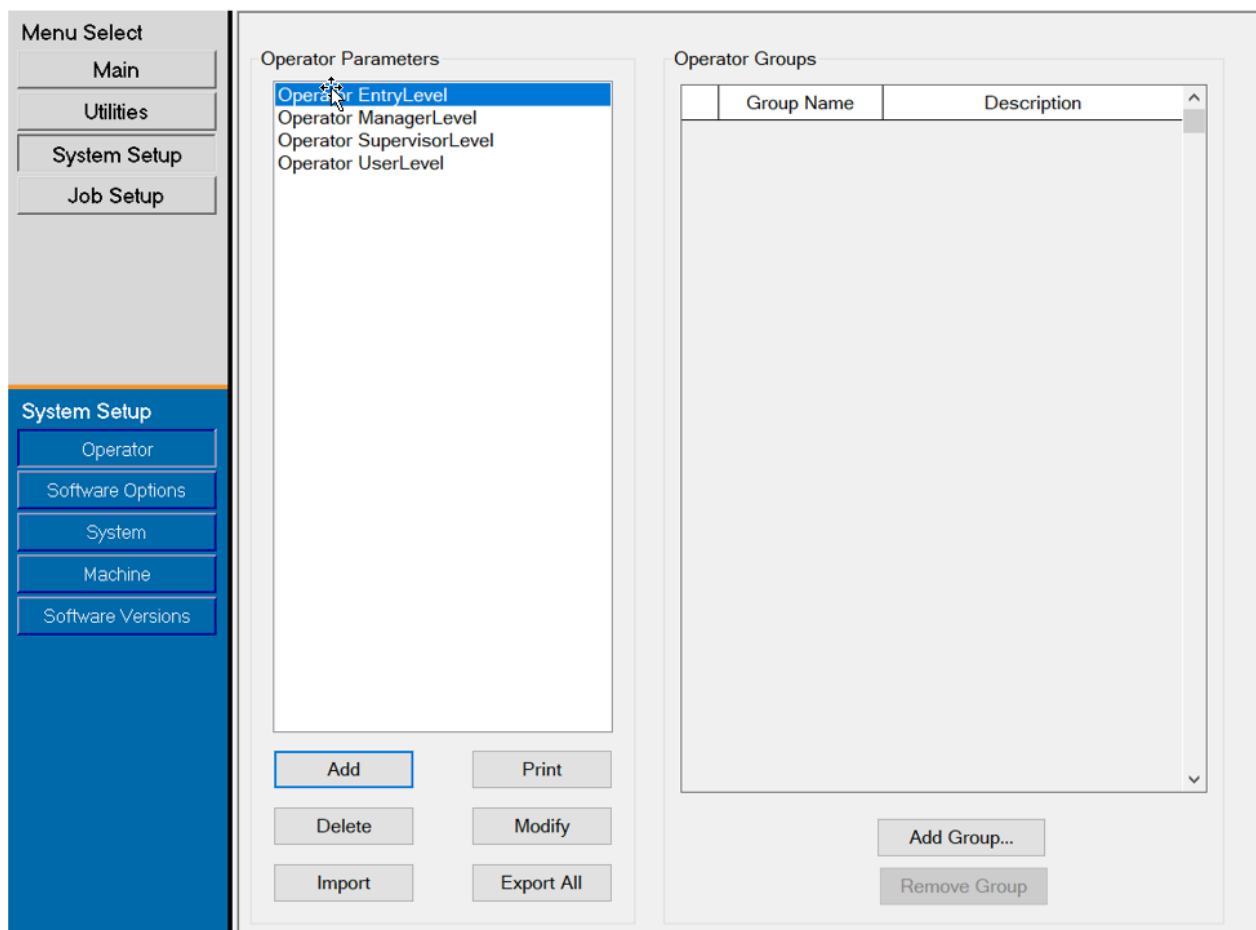 Menu Select
Main
Utilities
System Setup
Job Setup
System Setup
Operator
Software Options
System
Machine
Software Versions
Operator Parameters
Operator EntryLevel
Operator ManagerLevel
Operator SupervisorLevel
Operator UserLevel
Add
Print
Delete
Modify
Import
Export All
Operator Groups
Group Name
Description
Add Group...
Remove Group